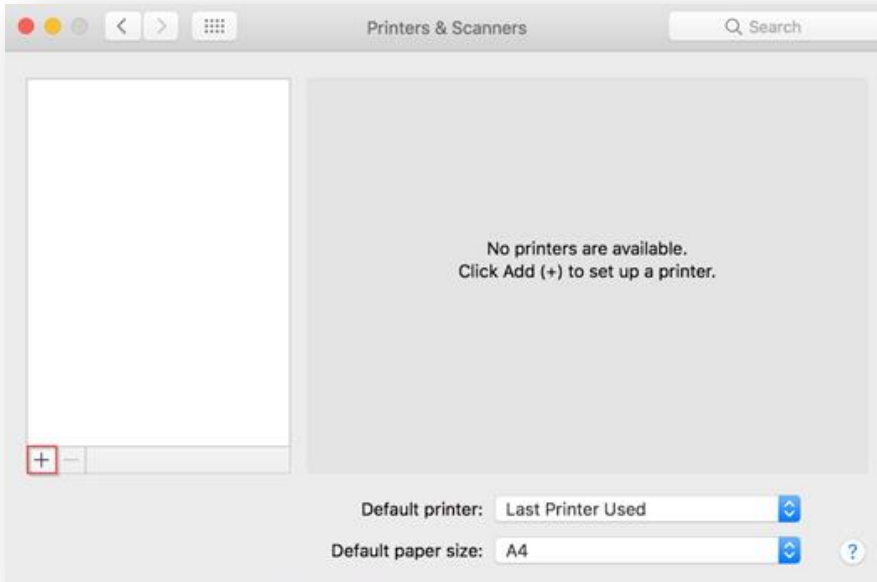 Printers & Scanners
Search
No printers are available.
Click Add (+) to set up a printer.
+ −
Default printer: Last Printer Used
Default paper size: A4
?